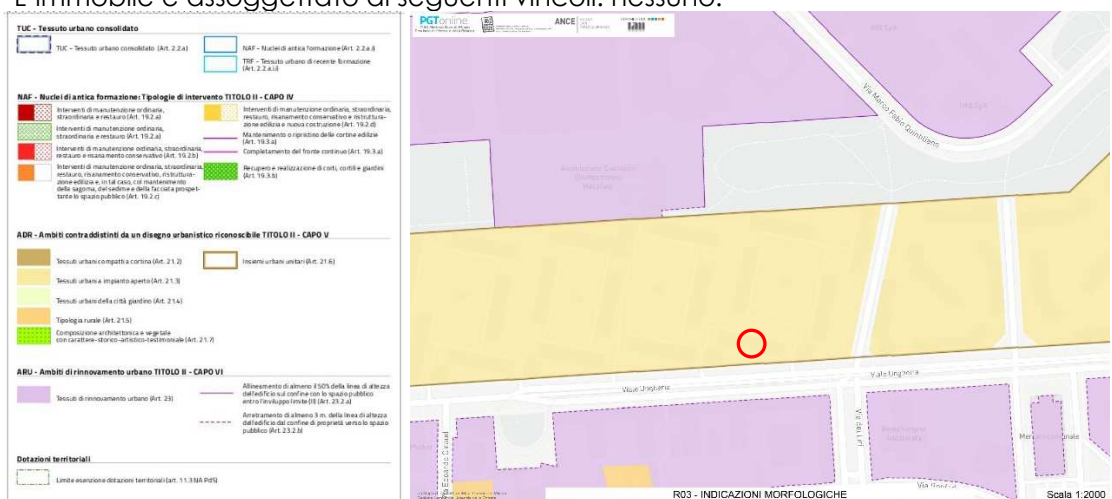 È immobile è assoggettato ai seguenti vincoli: nessuno.
TUC - Tessuto urbano consolidato
TUC - Tessuto urbano consolidato (Art. 2.2.a)
NAF - Nuclei di antica formazione (Art. 2.2.a.i)
TRF - Tessuto urbano di recente formazione
(Art. 2.2.a.ii)
NAF - Nuclei di antica formazione: Tipologie di intervento TITOLO II - CAPO IV
Interventi di manutenzione ordinaria,
straordinaria e restauro (Art. 19.2.a)
Interventi di manutenzione ordinaria,
straordinaria e restauro (Art. 19.2.a)
Interventi di manutenzione ordinaria, straordinaria,
restauro e risanamento conservativo (Art. 19.2.b)
Interventi di manutenzione ordinaria, straordinaria,
restauro, risanamento conservativo, ristruttura-
zione edilizia e, in tal caso, col mantenimento
della sagoma, del sedime e della facciata prospet-
tante lo spazio pubblico (Art. 19.2.c)
Interventi di manutenzione ordinaria, straordinaria,
restauro, risanamento conservativo e ristruttura-
zione edilizia e nuova costruzione (Art. 19.2.d)
Mantenimento o ripristino delle cortine edilizie
(Art. 19.3.a)
Completamento del fronte continuo (Art. 19.3.a)
Recupero e realizzazione di corti, cortili e giardini
(Art. 19.3.b)
ADR - Ambiti contraddistinti da un disegno urbanistico riconoscibile TITOLO II - CAPO V
Tessuti urbani compatti a cortina (Art. 21.2)
Tessuti urbani a impianto aperto (Art. 21.3)
Tessuti urbani della città giardino (Art. 21.4)
Tipologia rurale (Art. 21.5)
Composizione architettonica e vegetale
con carattere-storico-artistico-testimoniale (Art. 21.7)
Insiemi urbani unitari (Art. 21.6)
ARU - Ambiti di rinnovamento urbano TITOLO II - CAPO VI
Tessuti di rinnovamento urbano (Art. 23)
Allineamento di almeno il 50% della linea di altezza
dell'edificio sul confine con lo spazio pubblico
entro l'inviluppo limite (II) (Art. 23.2.a)
Arretramento di almeno 3 m. della linea di altezza
dell'edificio dal confine di proprietà verso lo spazio
pubblico (Art. 23.2.b)
Dotazioni territoriali
Limite esenzione dotazioni territoriali (art. 11.3 NA PdS)
PGTonline
ANCE
Via Marco Fabio Quintiliano
Viale Ungheria
Viale Ungheria
Via dei Lirici
Via Edoardo Cicaudi
R03 - INDICAZIONI MORFOLOGICHE
Scala 1:2000